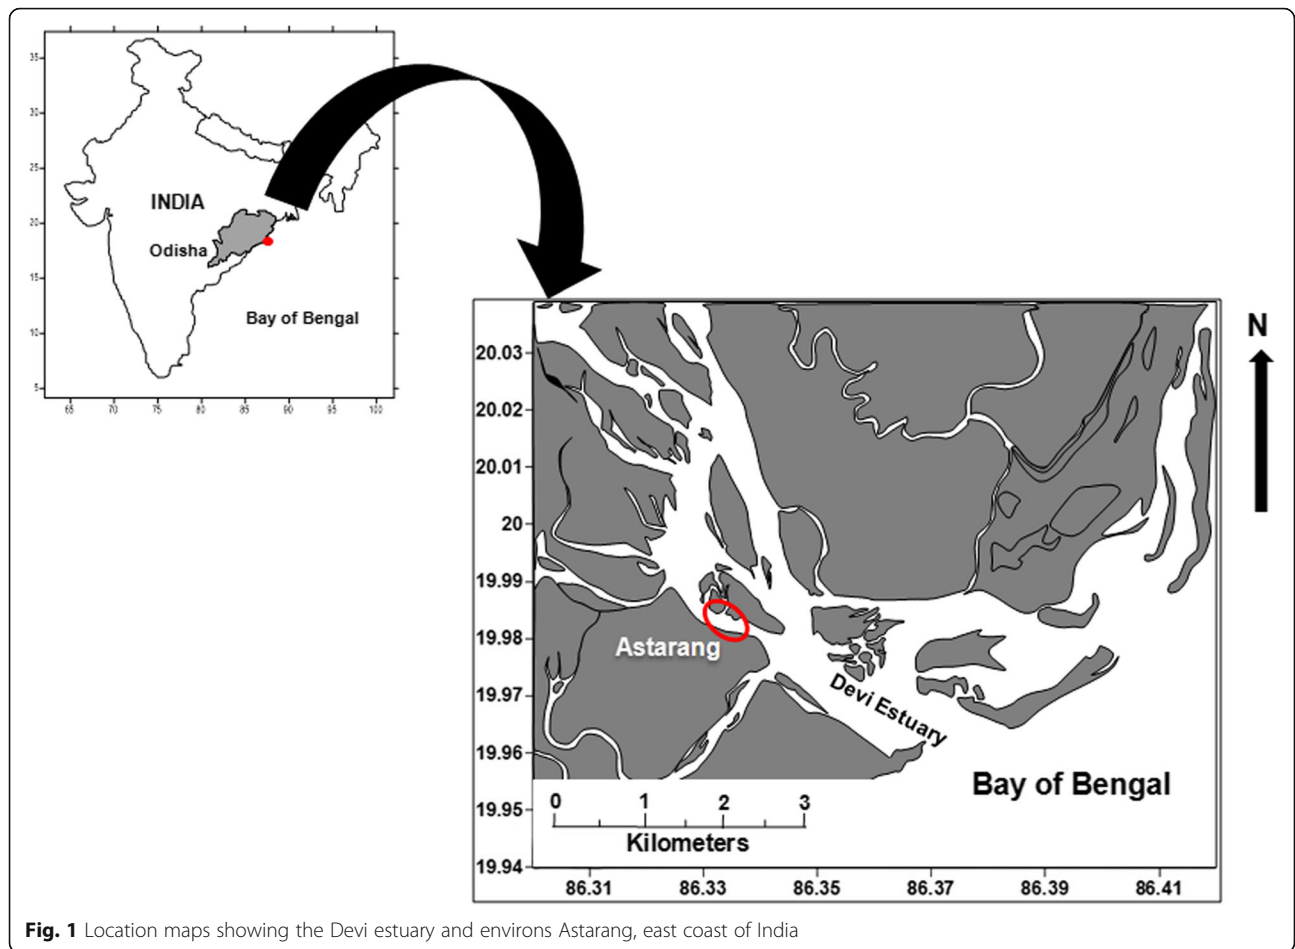 35
30
25
20
15
10
5
65 70 75 80 85 90 95 100
INDIA
Odisha
Bay of Bengal
N
20.03
20.02
20.01
20
19.99
19.98
19.97
19.96
19.95
19.94
Astarang
Devi Estuary
Bay of Bengal
0 1 2 3
Kilometers
86.31 86.33 86.35 86.37 86.39 86.41
Fig. 1 Location maps showing the Devi estuary and environs Astarang, east coast of India